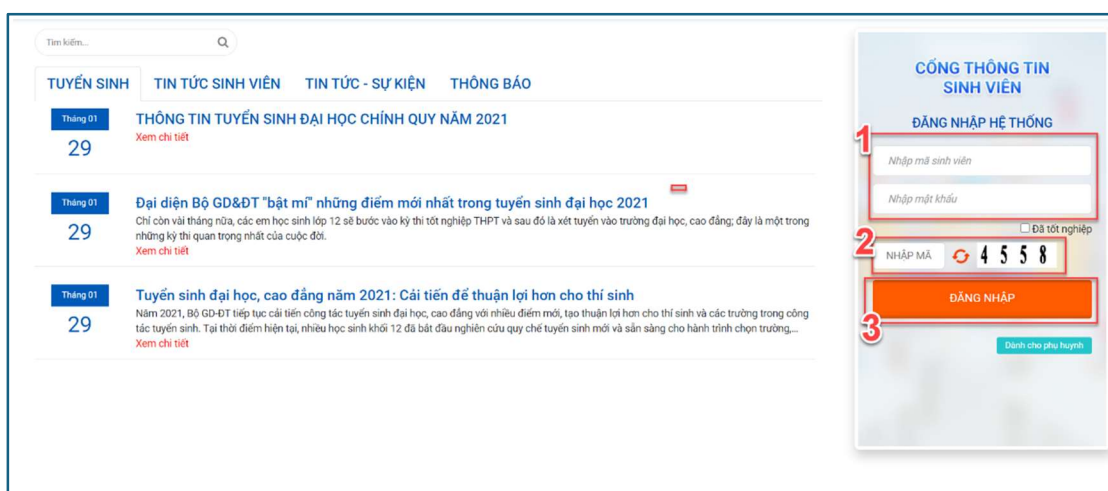 Tìm kiếm...
TUYỂN SINH TIN TỨC SINH VIÊN TIN TỨC - SỰ KIỆN THÔNG BÁO
Tháng 01
29
THÔNG TIN TUYỂN SINH ĐẠI HỌC CHÍNH QUY NĂM 2021
Xem chi tiết
Tháng 01
29
Đại diện Bộ GD&ĐT "bật mí" những điểm mới nhất trong tuyển sinh đại học 2021
Chỉ còn vài tháng nữa, các em học sinh lớp 12 sẽ bước vào kỳ thi tốt nghiệp THPT và sau đó là xét tuyển vào trường đại học, cao đẳng; đây là một trong
những kỳ thi quan trọng nhất của cuộc đời.
Xem chi tiết
Tháng 01
29
Tuyển sinh đại học, cao đẳng năm 2021: Cải tiến để thuận lợi hơn cho thí sinh
Năm 2021, Bộ GD-ĐT tiếp tục cải tiến công tác tuyển sinh đại học, cao đẳng với nhiều điểm mới, tạo thuận lợi hơn cho thí sinh và các trường trong công
tác tuyển sinh. Tại thời điểm hiện tại, nhiều học sinh khối 12 đã bắt đầu nghiên cứu quy chế tuyển sinh mới và sẵn sàng cho hành trình chọn trường,...
Xem chi tiết
CỔNG THÔNG TIN
SINH VIÊN
ĐĂNG NHẬP HỆ THỐNG
1
Nhập mã sinh viên
Nhập mật khẩu
Đã tốt nghiệp
2
NHẬP MÃ 4 5 5 8
ĐĂNG NHẬP
3
Dành cho phụ huynh